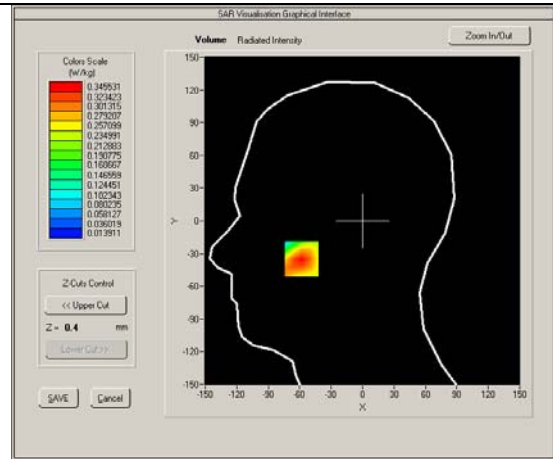 SAR Visualisation Graphical Interface
Volume Radiated Intensity
Zoom In/Out
Colors Scale
(W/kg)
0.345531
0.323423
0.301315
0.279207
0.257099
0.234991
0.212883
0.190775
0.168667
0.146559
0.124451
0.102343
0.080235
0.058127
0.036019
0.013911
Z-Cuts Control
<< Upper Cut
Z = 0.4 mm
Lower Cut >>
SAVE Cancel
150-
120-
90-
60-
30-
Y 0-
-30-
-60-
-90-
-120-
-150-
-150 -120 -90 -60 -30 0 30 60 90 120 150
X